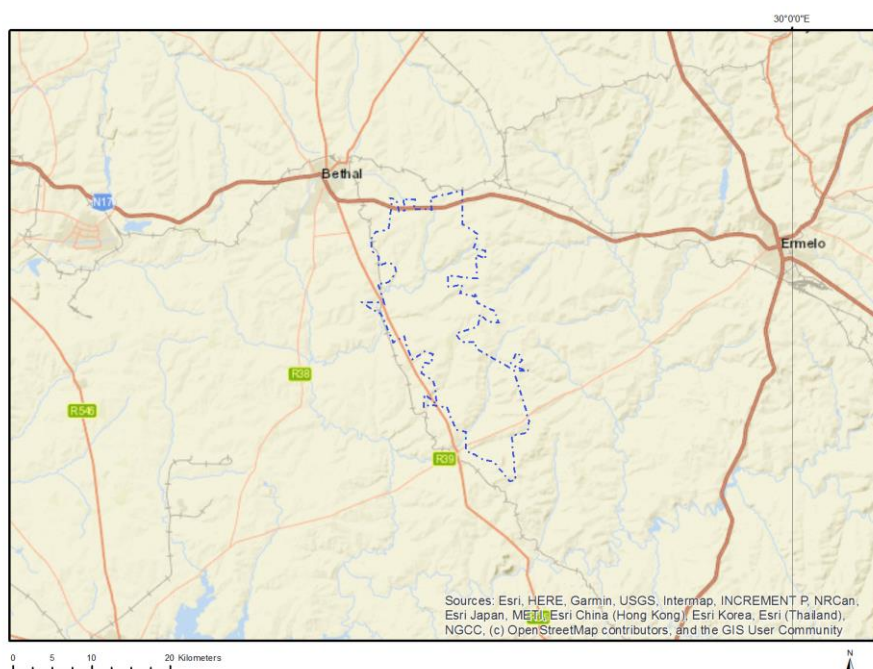 30°0'0"E
Bethal
N17
Ermelo
R38
R546
R39
Sources: Esri, HERE, Garmin, USGS, Intermap, INCREMENT P, NRCan,
Esri Japan, METI, Esri China (Hong Kong), Esri Korea, Esri (Thailand),
NGCC, (c) OpenStreetMap contributors, and the GIS User Community
0 5 10 20 Kilometers
N